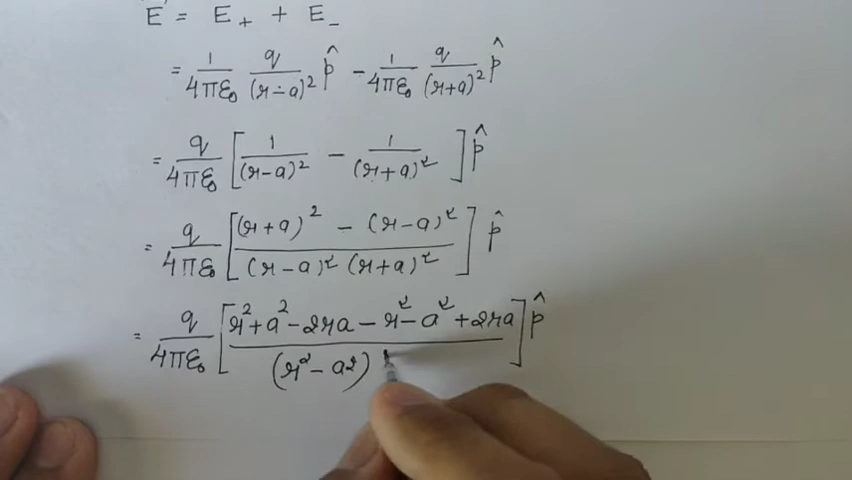 E = E₊ + E₋
= 1/4πε₀ q/(r-a)² p̂ - 1/4πε₀ q/(r+a)² p̂
= q/4πε₀ [1/(r-a)² - 1/(r+a)²] p̂
= q/4πε₀ [(r+a)² - (r-a)² / (r-a)² (r+a)²] p̂
= q/4πε₀ [r² + a² - 2ra - r² - a² + 2ra / (r² - a²)] p̂